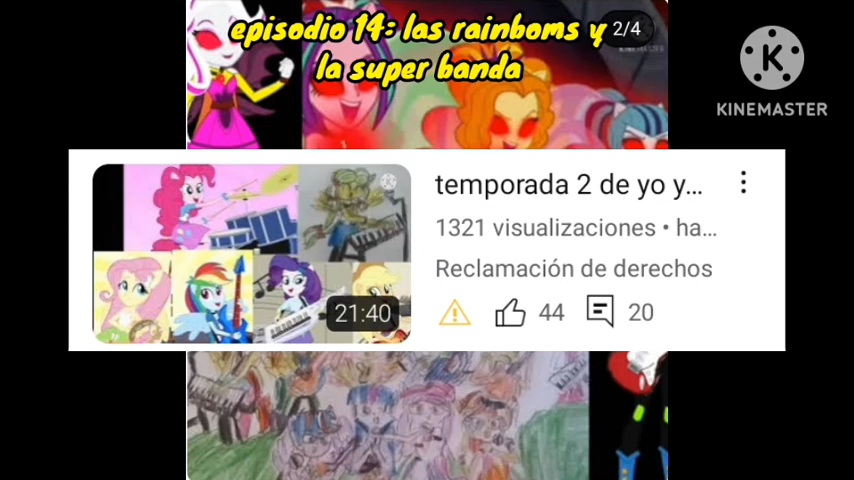 episodio 14: las rainboms y
la super banda
2/4
KINEMASTER
temporada 2 de yo y...
1321 visualizaciones • ha...
Reclamación de derechos
44
20
21:40